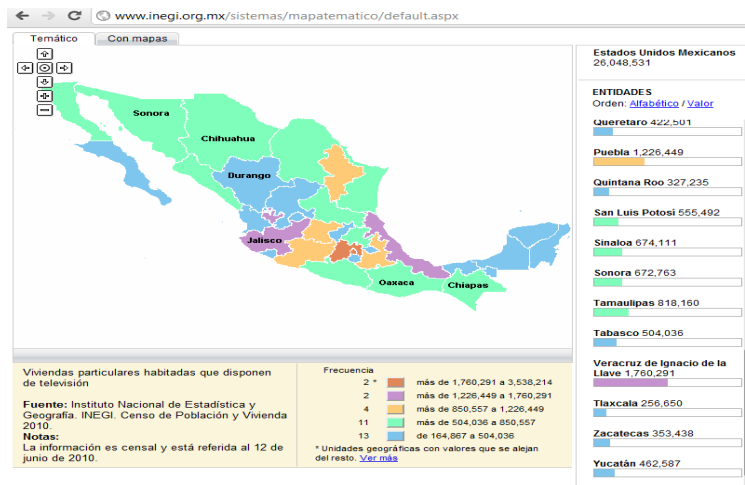 www.inegi.org.mx/sistemas/mapatematico/default.aspx
Temático
Con mapas
Sonora
Chihuahua
Durango
Jalisco
Oaxaca
Chiapas
Viviendas particulares habitadas que disponen
de televisión
Fuente: Instituto Nacional de Estadística y
Geografía. INEGI. Censo de Población y Vivienda
2010.
Notas:
La información es censal y está referida al 12 de
junio de 2010.
Frecuencia
2 * más de 1,760,291 a 3,538,214
2 más de 1,226,449 a 1,760,291
4 más de 850,557 a 1,226,449
11 más de 504,036 a 850,557
13 de 164,867 a 504,036
* Unidades geográficas con valores que se alejan
del resto. Ver más
Estados Unidos Mexicanos
26,048,531
ENTIDADES
Orden: Alfabético / Valor
Querétaro 422,501
Puebla 1,226,449
Quintana Roo 327,235
San Luis Potosí 555,492
Sinaloa 674,111
Sonora 672,763
Tamaulipas 818,160
Tabasco 504,036
Veracruz de Ignacio de la
Llave 1,760,291
Tlaxcala 256,650
Zacatecas 353,438
Yucatán 462,587